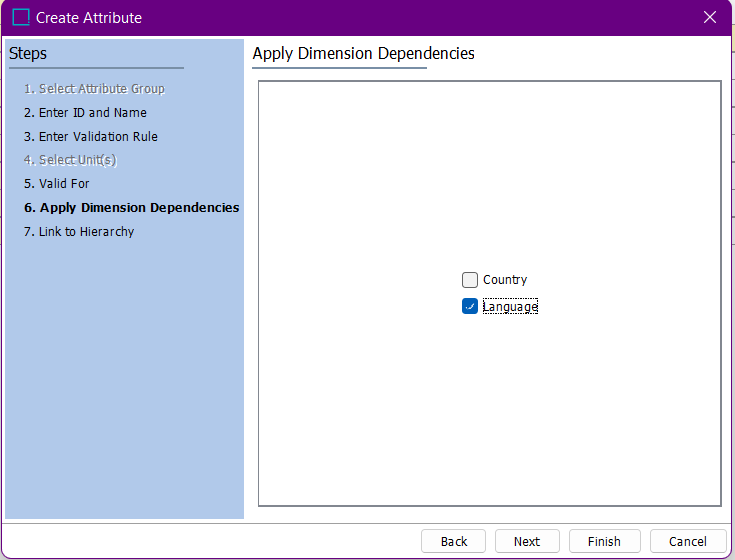 Create Attribute
Steps
1. Select Attribute Group
2. Enter ID and Name
3. Enter Validation Rule
4. Select Unit(s)
5. Valid For
6. Apply Dimension Dependencies
7. Link to Hierarchy
Apply Dimension Dependencies
Country
Language
Back Next Finish Cancel